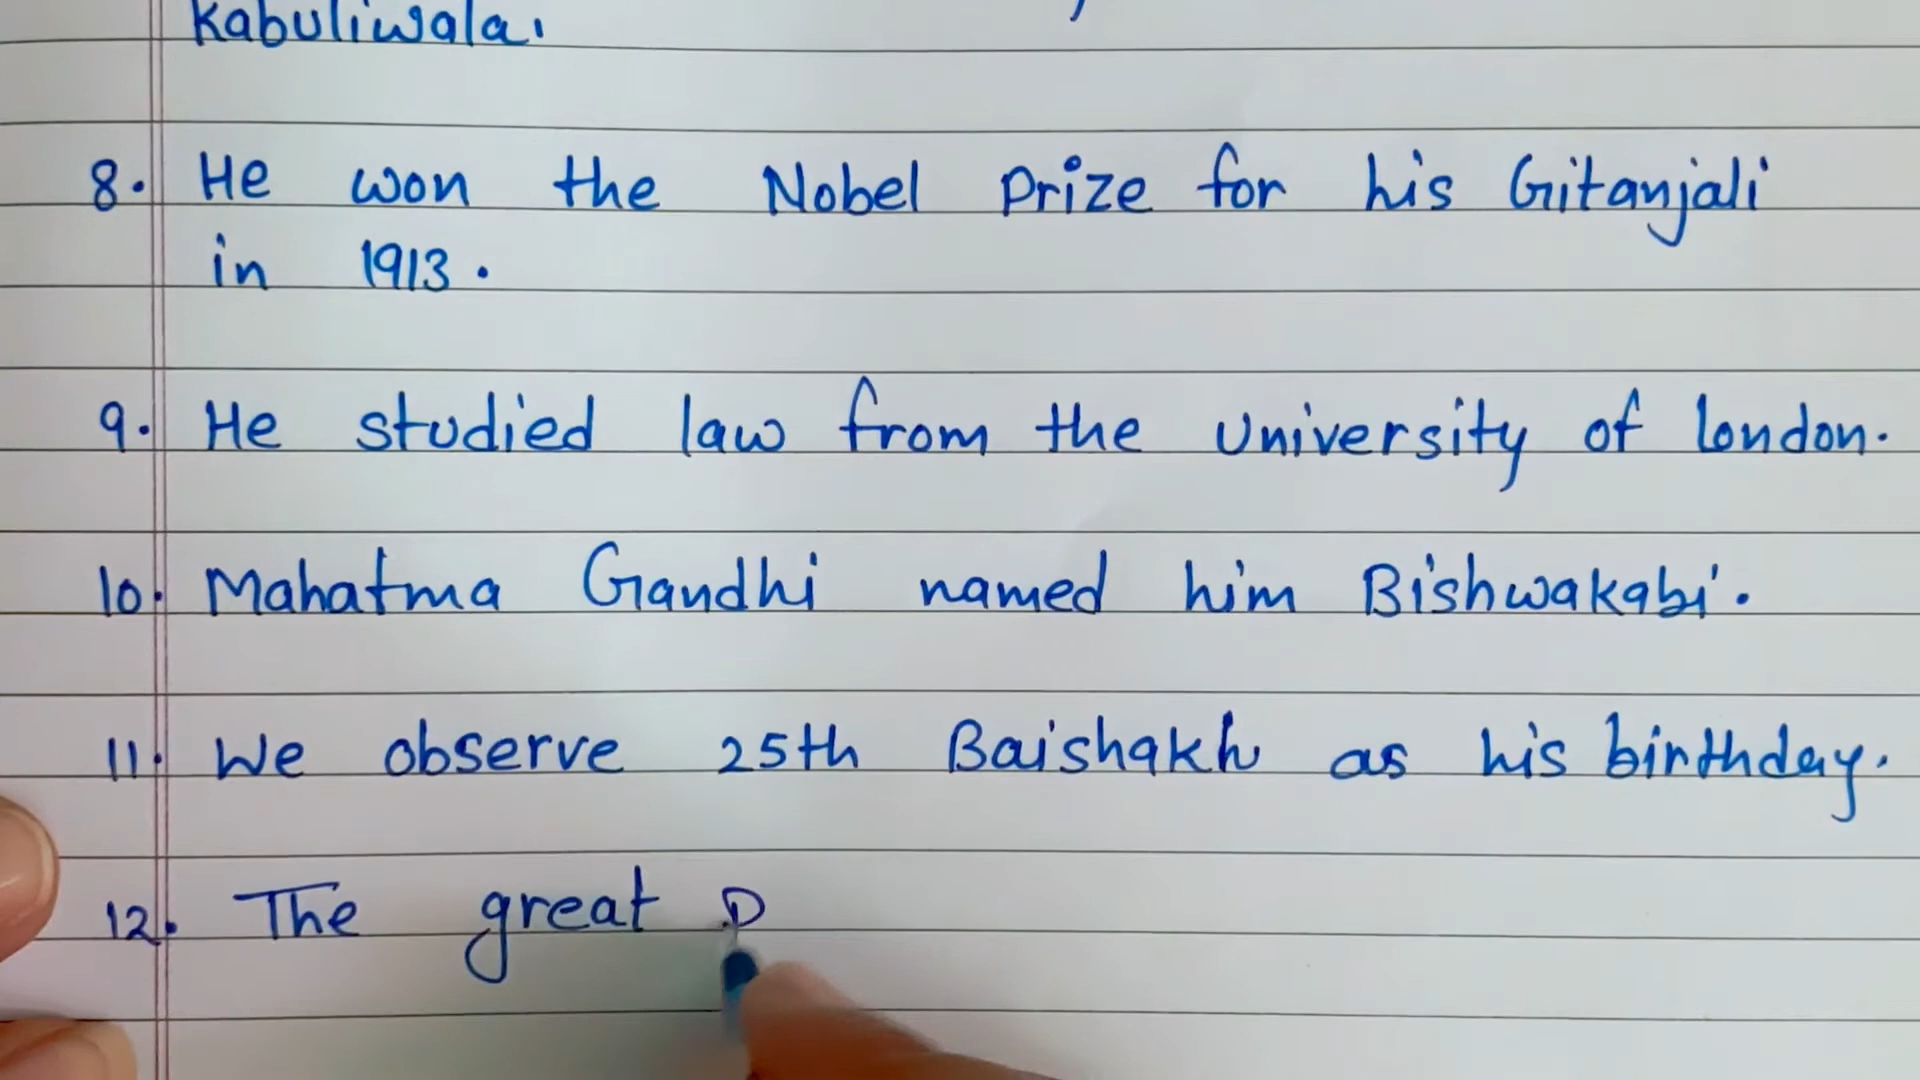 Kabuliwala.
8. He won the Nobel Prize for his Gitanjali
in 1913.
9. He studied law from the University of London.
10. Mahatma Gandhi named him Bishwakabi.
11. We observe 25th Baishakh as his birthday.
12. The great